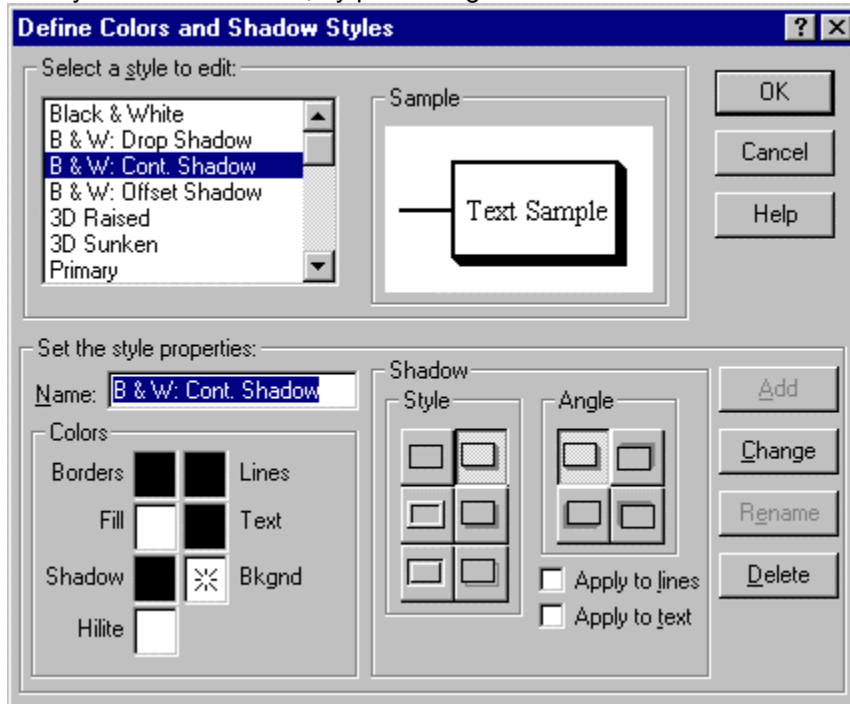 Define Colors and Shadow Styles
Select a style to edit:
Black & White
B & W: Drop Shadow
B & W: Cont. Shadow
B & W: Offset Shadow
3D Raised
3D Sunken
Primary
Sample
Text Sample
OK
Cancel
Help
Set the style properties:
Name: B & W: Cont. Shadow
Colors
Borders
Lines
Fill
Text
Shadow
Bkgnd
Hilite
Shadow
Style
Angle
Apply to lines
Apply to text
Add
Change
Rename
Delete